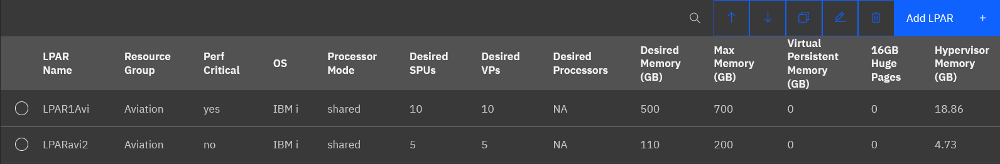 Add LPAR +
LPAR Name Resource Group Perf Critical OS Processor Mode Desired SPUs Desired VPs Desired Processors Desired Memory (GB) Max Memory (GB) Virtual Persistent Memory (GB) 16GB Huge Pages Hypervisor Memory (GB)
LPAR1Avi Aviation yes IBM i shared 10 10 NA 500 700 0 0 18.86
LPARavi2 Aviation no IBM i shared 5 5 NA 110 200 0 0 4.73